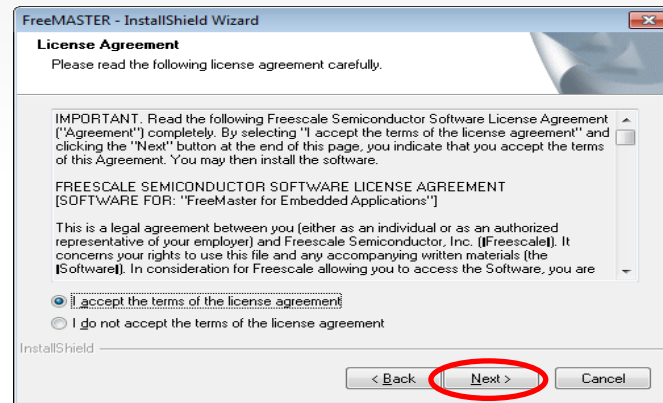 FreeMASTER - InstallShield Wizard
License Agreement
Please read the following license agreement carefully.
IMPORTANT. Read the following Freescale Semiconductor Software License Agreement
("Agreement") completely. By selecting "I accept the terms of the license agreement" and
clicking the "Next" button at the end of this page, you indicate that you accept the terms
of this Agreement. You may then install the software.
FREESCALE SEMICONDUCTOR SOFTWARE LICENSE AGREEMENT
[SOFTWARE FOR: "FreeMaster for Embedded Applications"]
This is a legal agreement between you (either as an individual or as an authorized
representative of your employer) and Freescale Semiconductor, Inc. (▐Freescale▐). It
concerns your rights to use this file and any accompanying written materials (the
▐Software▐). In consideration for Freescale allowing you to access the Software, you are
I accept the terms of the license agreement
I do not accept the terms of the license agreement
InstallShield
< Back Next > Cancel